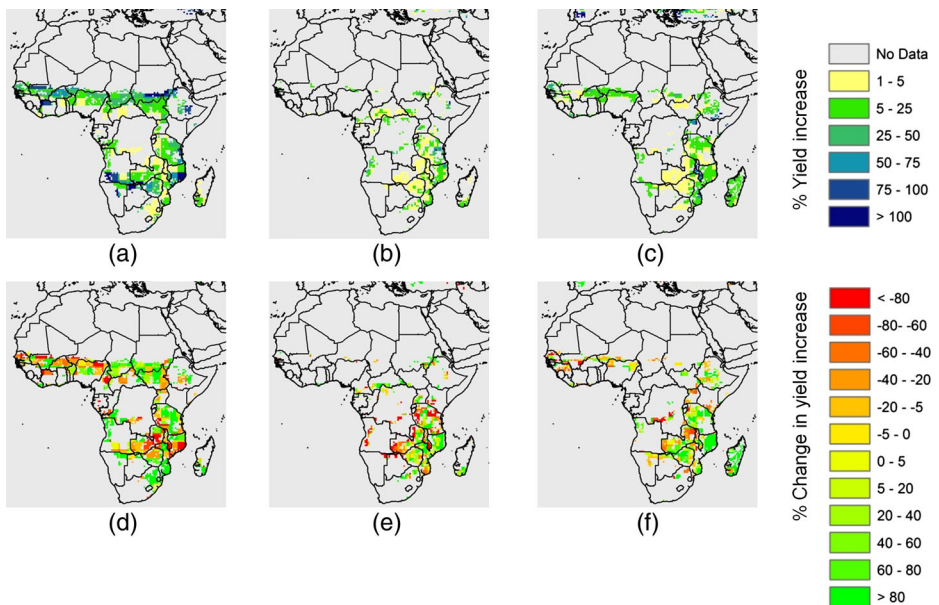 (a)
(b)
(c)
% Yield increase
No Data
1 - 5
5 - 25
25 - 50
50 - 75
75 - 100
> 100
(d)
(e)
(f)
% Change in yield increase
< -80
-80 - -60
-60 - -40
-40 - -20
-20 - -5
-5 - 0
0 - 5
5 - 20
20 - 40
40 - 60
60 - 80
> 80